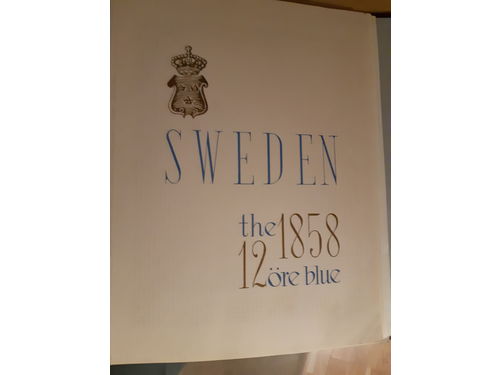 SWEDEN
the 1858
12 öre blue